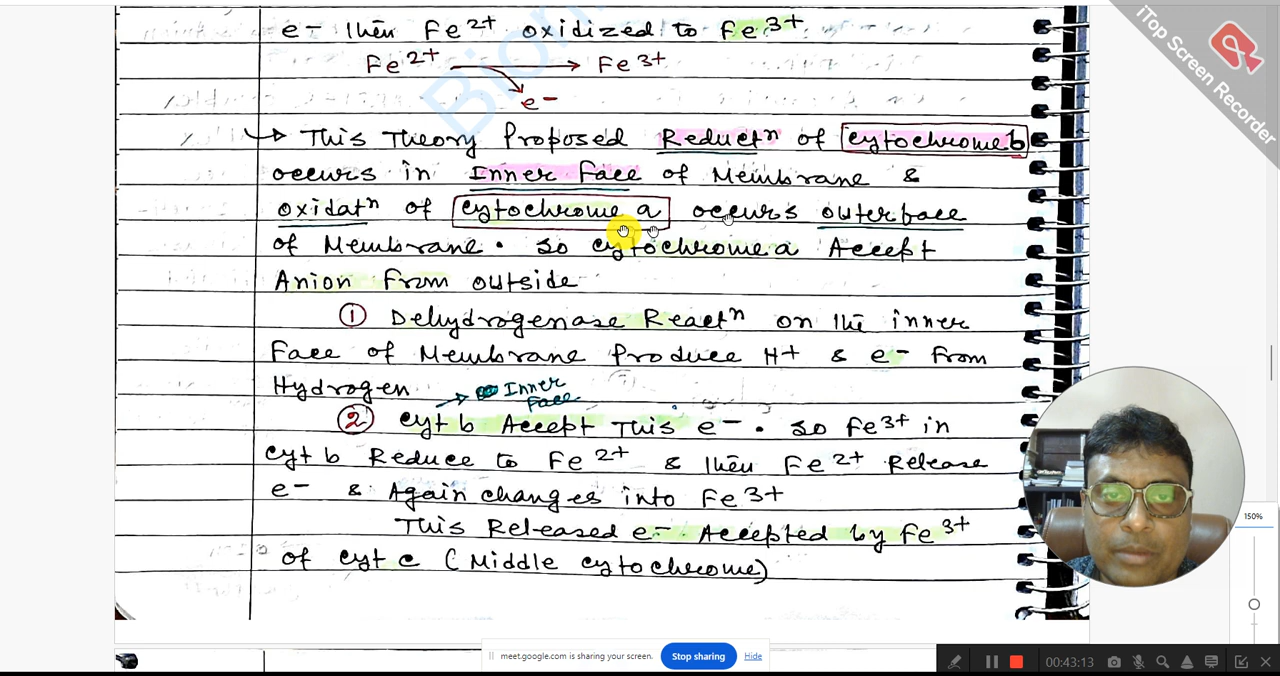 e- then Fe2+ oxidized to Fe3+
Fe2+ → Fe3+
e-
↳ This Theory Proposed Reductn of cytochrome b
occurs in Inner Face of Membrane &
oxidatn of cytochrome a occurs outerface
of Membrane. so cytochrome a Accept
Anion From outside
① Dehydrogenase Reactn on the inner
Face of Membrane Produce H+ & e- from
Hydrogen → Inner
Face
② cyt b Accept This e-. so Fe3+ in
cyt b Reduce to Fe2+ & then Fe2+ Release
e- & Again changes into Fe3+
This Released e- Accepted by Fe3+
of cyt c (Middle cytochrome)
iTop Screen Recorder
150%
meet.google.com is sharing your screen.
Stop sharing
Hide
00:43:13